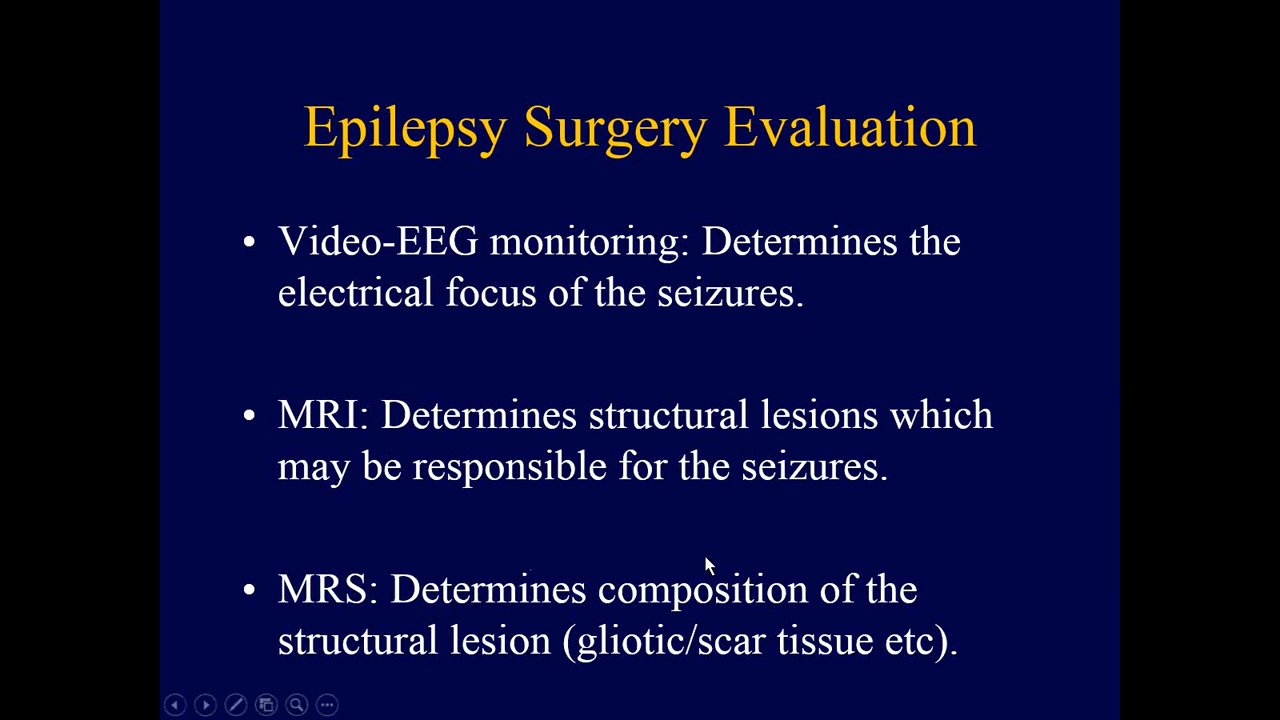 Epilepsy Surgery Evaluation
• Video-EEG monitoring: Determines the
electrical focus of the seizures.
• MRI: Determines structural lesions which
may be responsible for the seizures.
• MRS: Determines composition of the
structural lesion (gliotic/scar tissue etc).